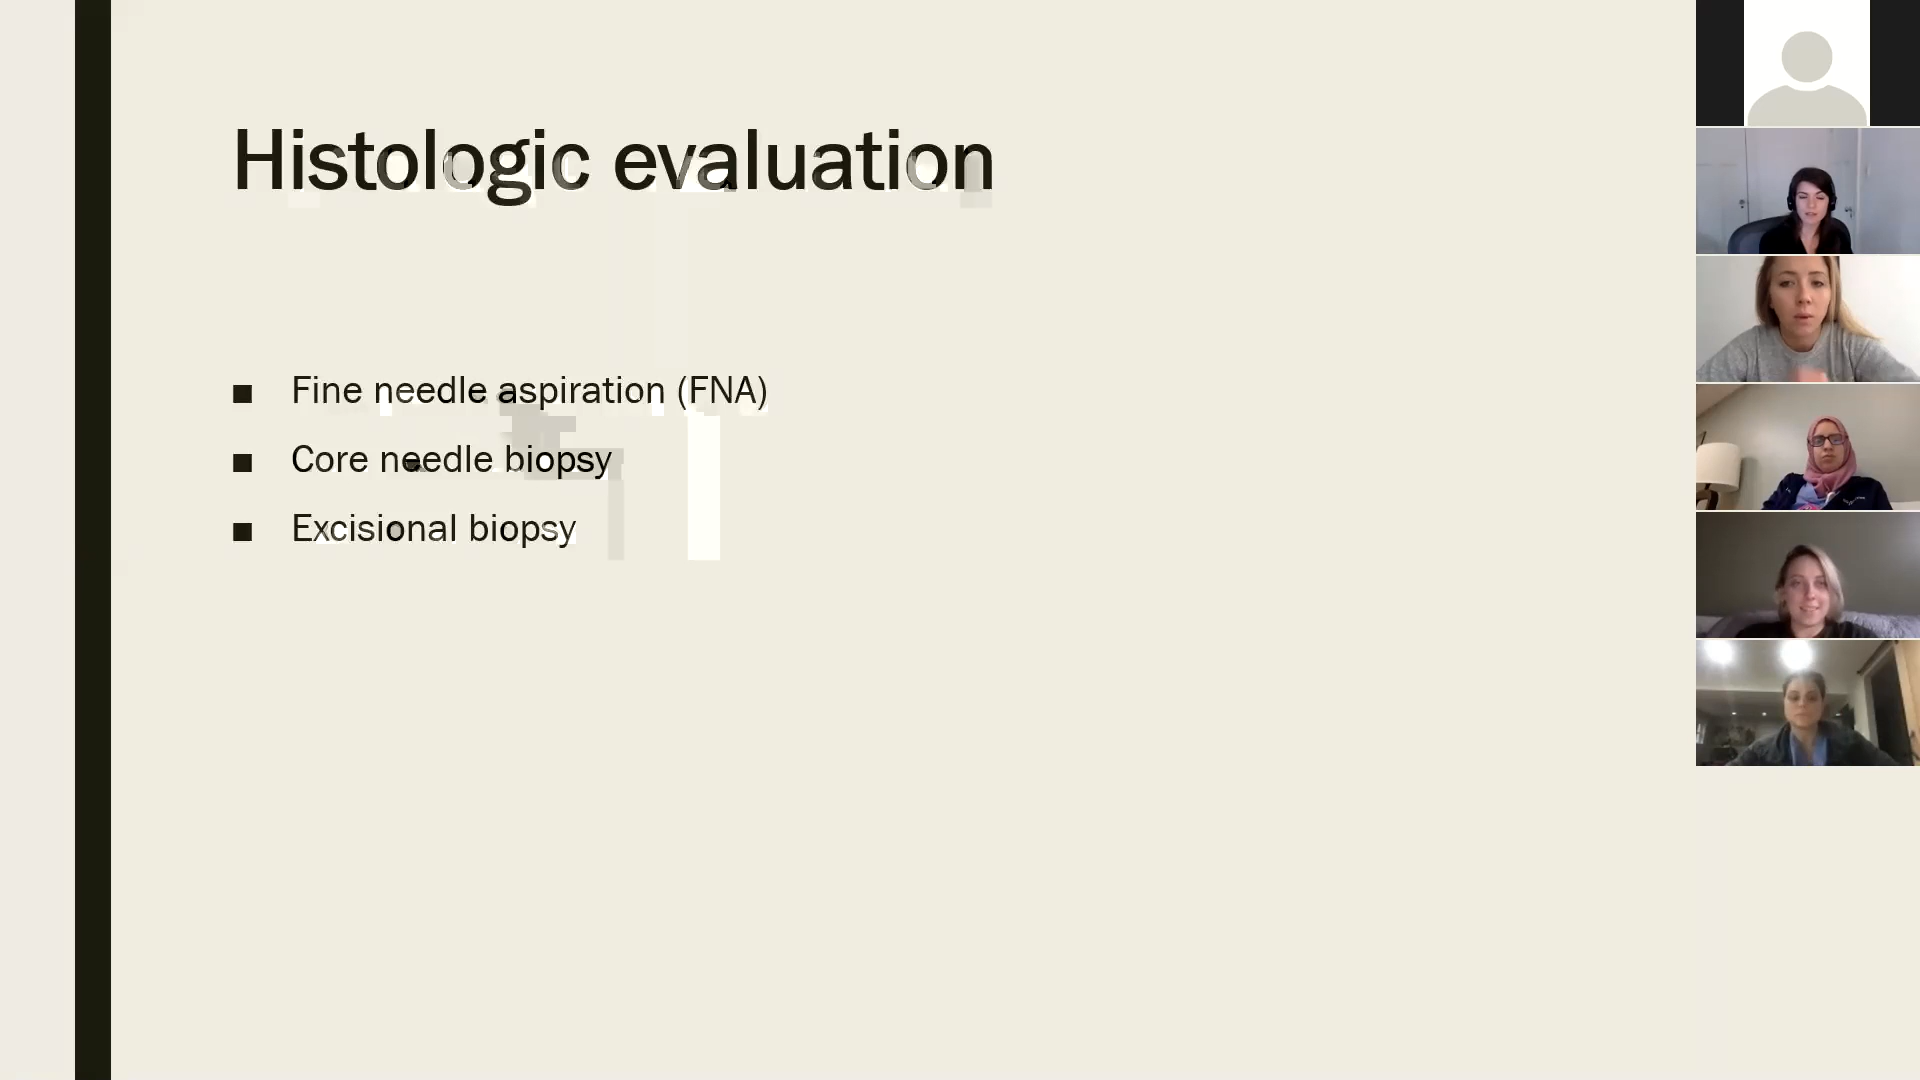 Histologic evaluation
■ Fine needle aspiration (FNA)
■ Core needle biopsy
■ Excisional biopsy